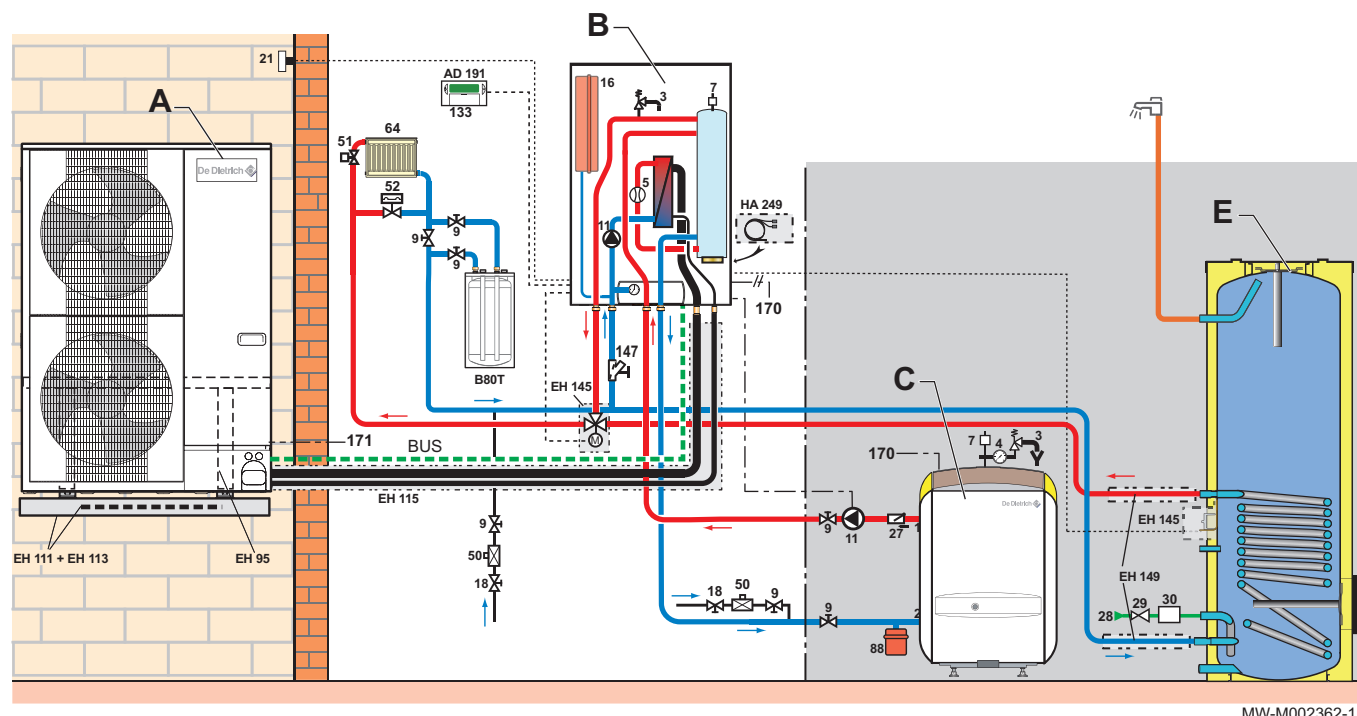 21
A
De Dietrich
AD 191
133
51
64
52
9
9
9
B80T
B
16
3
7
5
11
HA 249
170
147
EH 145
171
BUS
EH 115
EH 111 + EH 113
EH 95
9
50
18
C
170
7
4
3
De Dietrich
9
11
27
1
18
50
9
9
2
88
E
EH 145
EH 149
28
29
30
MW-M002362-1